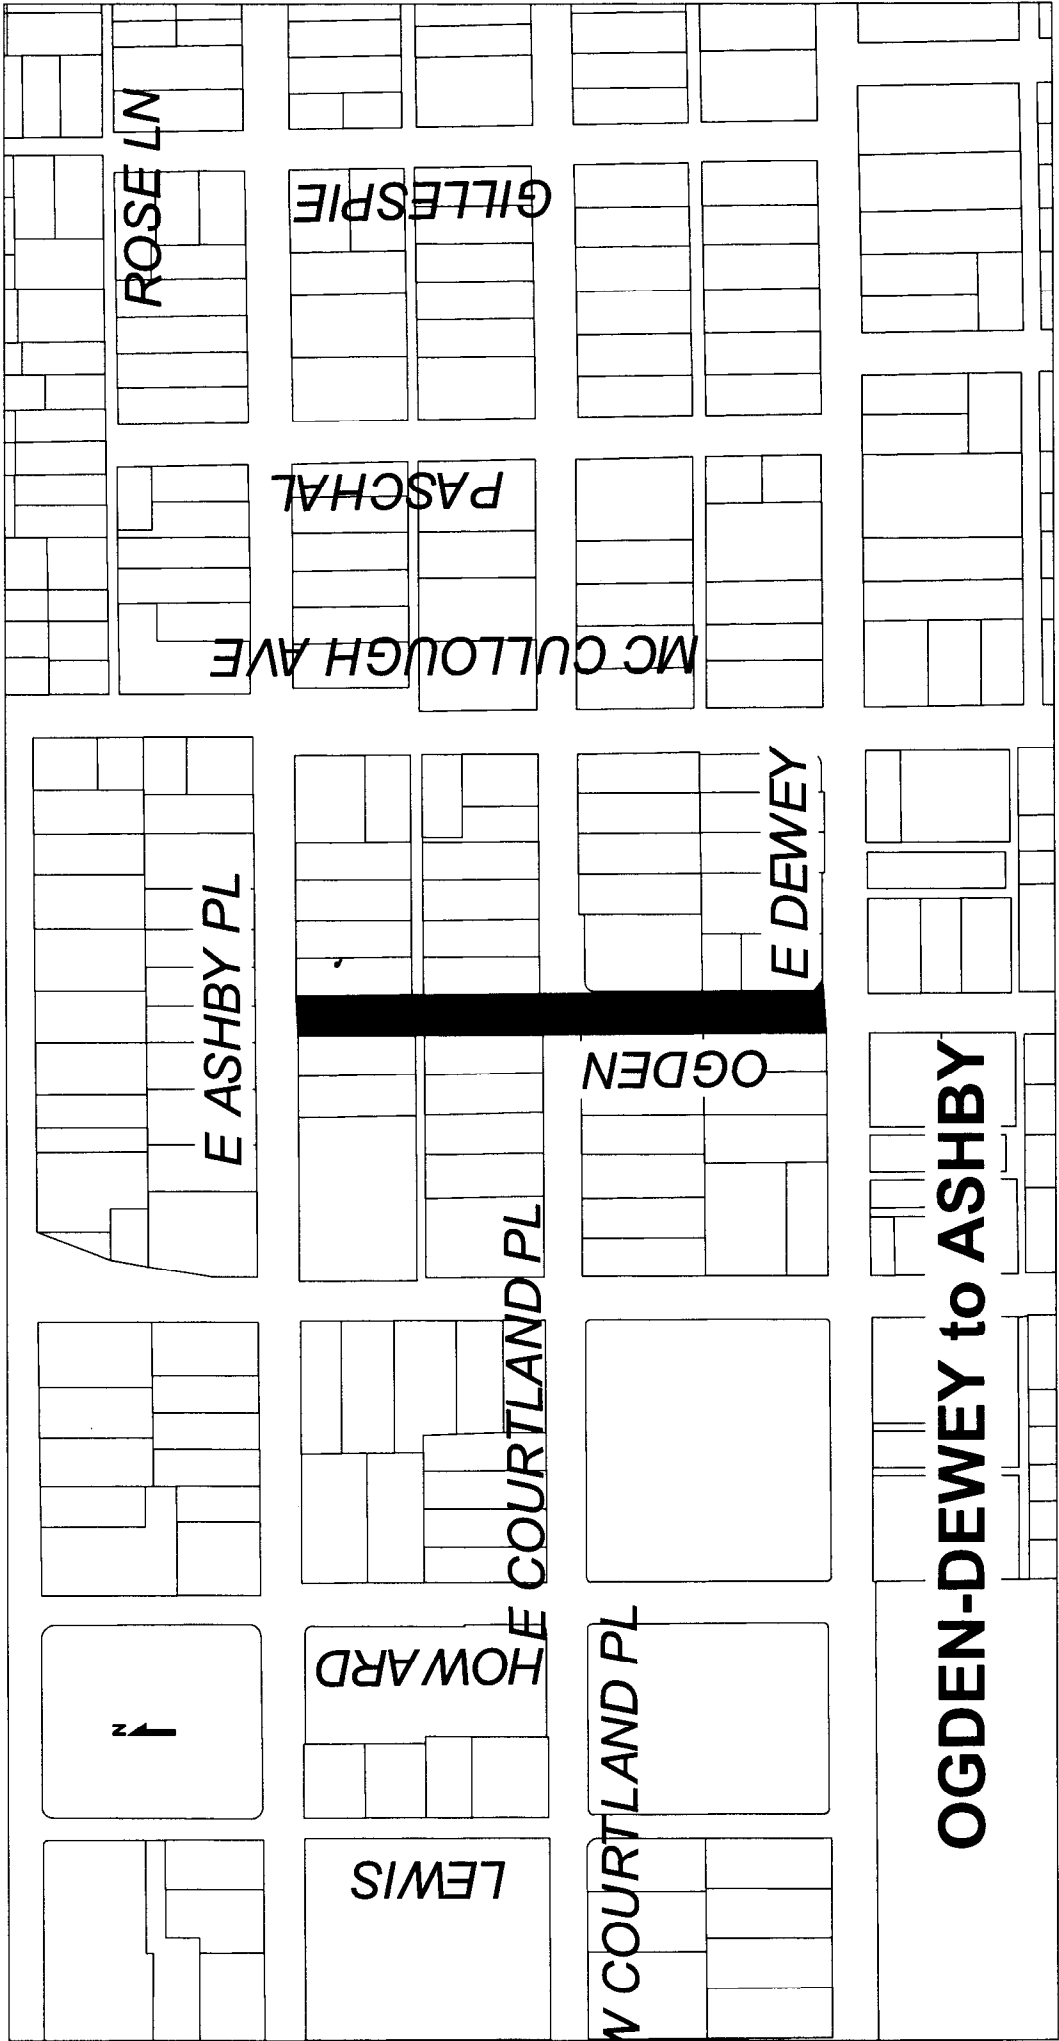 ROSE LN
GILLESPIE
PASCHAL
MC CULLOUGH AVE
E ASHBY PL
E DEWEY
OGDEN
E COURTLAND PL
HOWARD
W COURTLAND PL
LEWIS
N
OGDEN-DEWEY to ASHBY